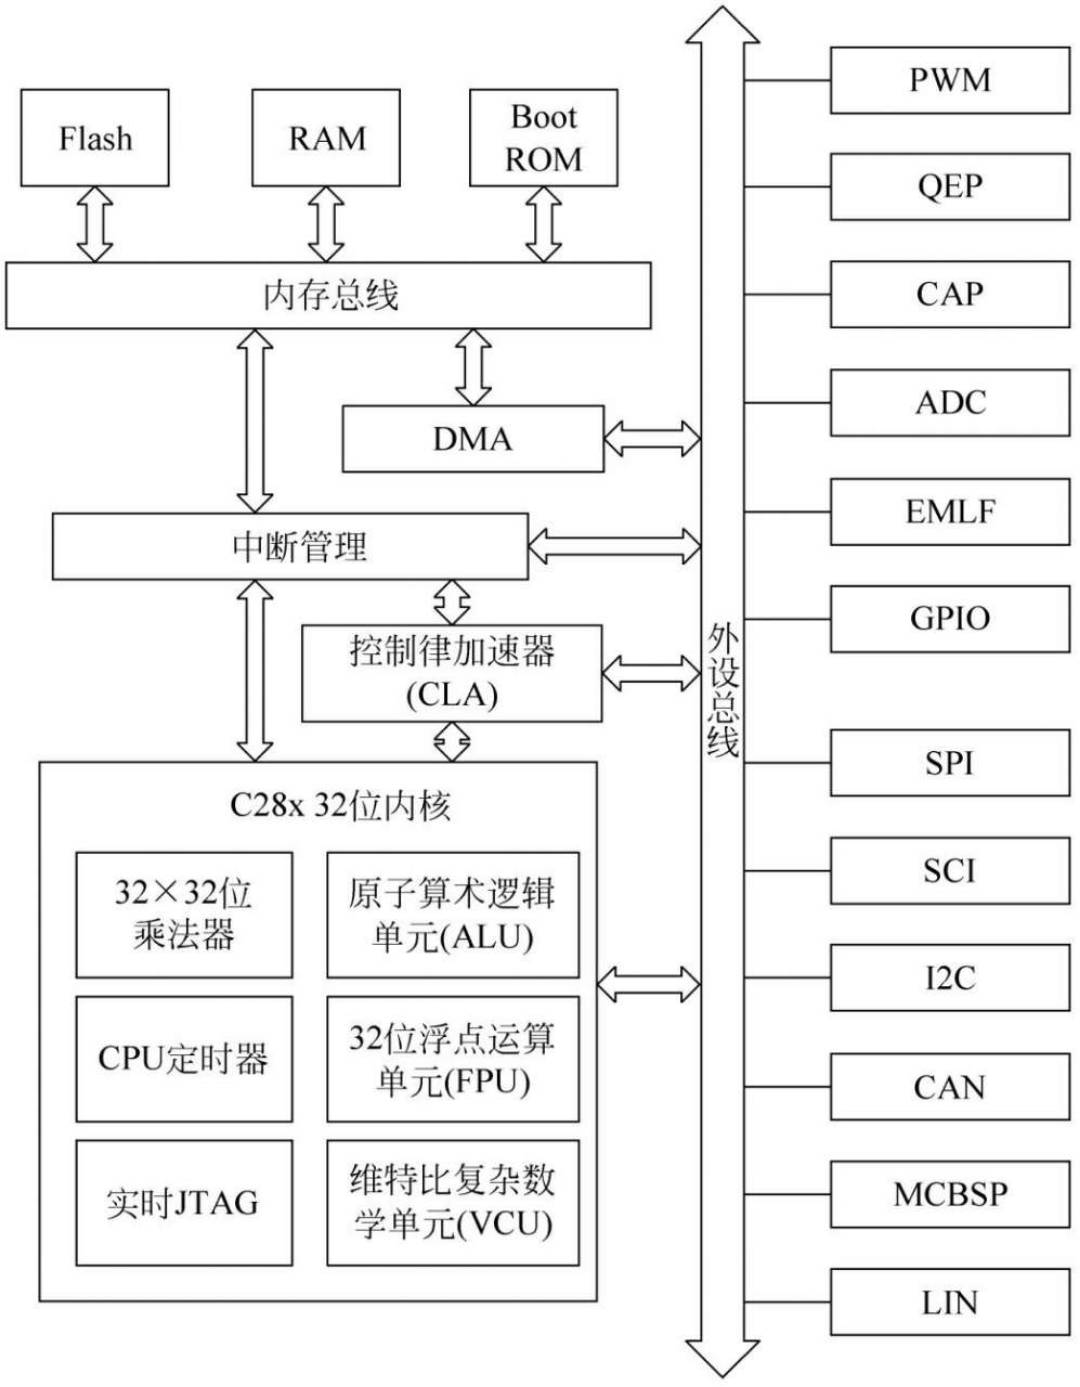 Flash
RAM
Boot
ROM
内存总线
DMA
中断管理
控制律加速器
(CLA)
C28x 32位内核
32×32位
乘法器
原子算术逻辑
单元(ALU)
CPU定时器
32位浮点运算
单元(FPU)
实时JTAG
维特比复杂数
学单元(VCU)
外设总线
PWM
QEP
CAP
ADC
EMLF
GPIO
SPI
SCI
I2C
CAN
MCBSP
LIN